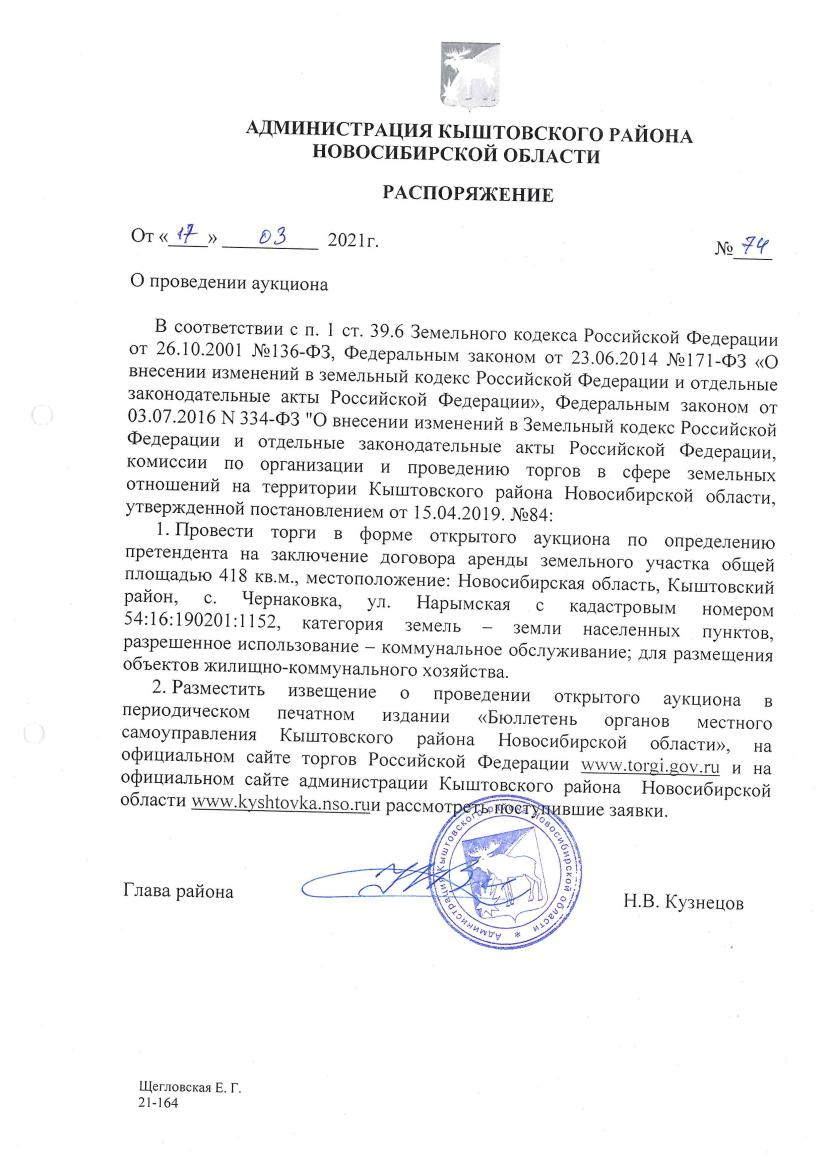 АДМИНИСТРАЦИЯ КЫШТОВСКОГО РАЙОНА
НОВОСИБИРСКОЙ ОБЛАСТИ
РАСПОРЯЖЕНИЕ
От «17» 03 2021г.
№ 74
О проведении аукциона
В соответствии с п. 1 ст. 39.6 Земельного кодекса Российской Федерации
от 26.10.2001 №136-ФЗ, Федеральным законом от 23.06.2014 №171-ФЗ «О
внесении изменений в земельный кодекс Российской Федерации и отдельные
законодательные акты Российской Федерации», Федеральным законом от
03.07.2016 N 334-ФЗ "О внесении изменений в Земельный кодекс Российской
Федерации и отдельные законодательные акты Российской Федерации,
комиссии по организации и проведению торгов в сфере земельных
отношений на территории Кыштовского района Новосибирской области,
утвержденной постановлением от 15.04.2019. №84:
1. Провести торги в форме открытого аукциона по определению
претендента на заключение договора аренды земельного участка общей
площадью 418 кв.м., местоположение: Новосибирская область, Кыштовский
район, с. Чернаковка, ул. Нарымская с кадастровым номером
54:16:190201:1152, категория земель – земли населенных пунктов,
разрешенное использование – коммунальное обслуживание; для размещения
объектов жилищно-коммунального хозяйства.
2. Разместить извещение о проведении открытого аукциона в
периодическом печатном издании «Бюллетень органов местного
самоуправления Кыштовского района Новосибирской области», на
официальном сайте торгов Российской Федерации www.torgi.gov.ru и на
официальном сайте администрации Кыштовского района Новосибирской
области www.kyshtovka.nso.ruи рассмотреть поступившие заявки.
Администрация Кыштовского района Новосибирской области *
Глава района
Н.В. Кузнецов
Щегловская Е. Г.
21-164